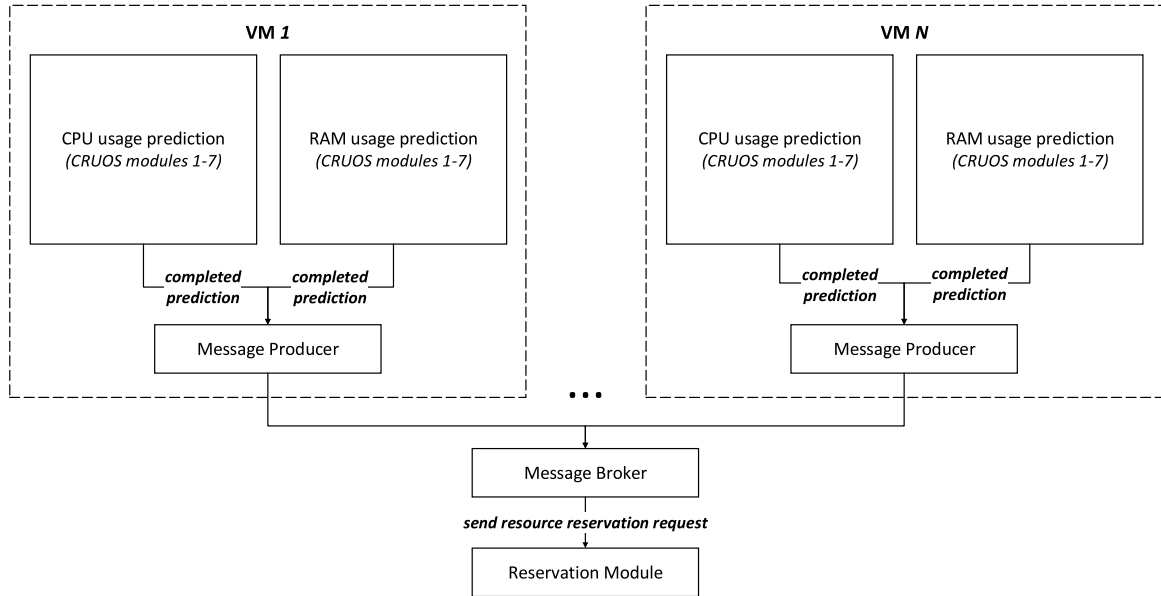 VM 1
CPU usage prediction
(CRUOS modules 1-7)
RAM usage prediction
(CRUOS modules 1-7)
completed
prediction
completed
prediction
Message Producer
...
VM N
CPU usage prediction
(CRUOS modules 1-7)
RAM usage prediction
(CRUOS modules 1-7)
completed
prediction
completed
prediction
Message Producer
Message Broker
send resource reservation request
Reservation Module